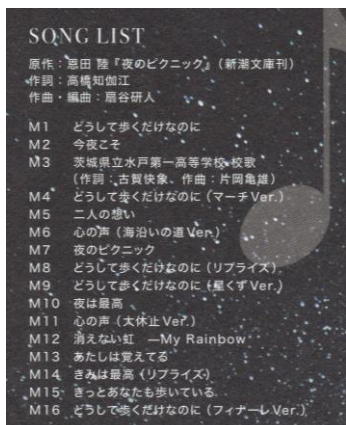 SONG LIST
原作：恩田 陸『夜のピクニック』（新潮文庫刊）
作詞：高橋知伽江
作曲・編曲：扇谷研人
M1 どうして歩くだけなのに
M2 今夜こそ
M3 茨城県立水戸第一高等学校 校歌
（作詞：古賀快象、作曲：片岡亀雄）
M4 どうして歩くだけなのに（マーチVer.）
M5 二人の想い
M6 心の声（海沿いの道Ver.）
M7 夜のピクニック
M8 どうして歩くだけなのに（リプライズ）
M9 どうして歩くだけなのに（星くずVer.）
M10 夜は最高
M11 心の声（大休止Ver.）
M12 消えない虹 ―My Rainbow
M13 あたしは覚えてる
M14 きみは最高（リプライズ）
M15 きっとあなたも歩いている
M16 どうして歩くだけなのに（フィナーレVer.）